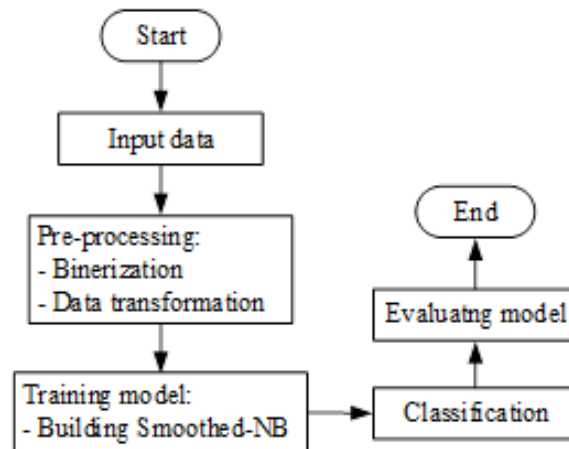 Start
Input data
Pre-processing:
- Binerization
- Data transformation
Training model:
- Building Smoothed-NB
Classification
Evaluatng model
End